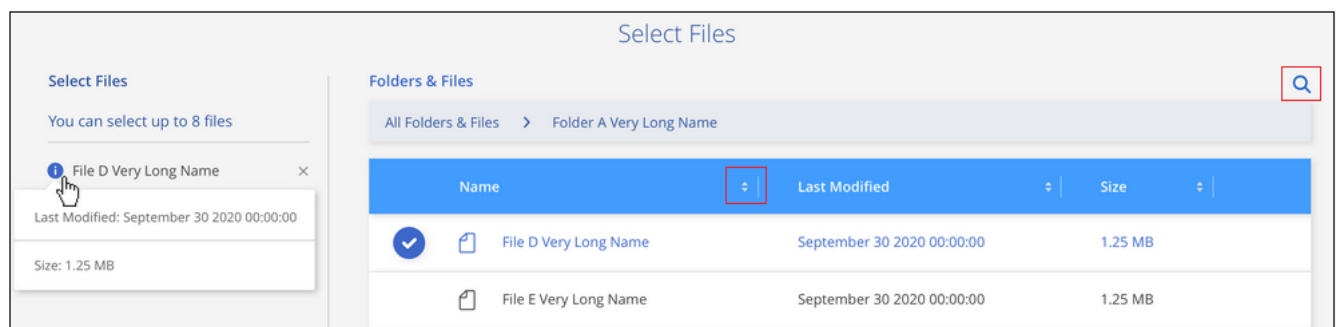 Select Files
Select Files
You can select up to 8 files
File D Very Long Name
Last Modified: September 30 2020 00:00:00
Size: 1.25 MB
Folders & Files
All Folders & Files > Folder A Very Long Name
Name Last Modified Size
File D Very Long Name September 30 2020 00:00:00 1.25 MB
File E Very Long Name September 30 2020 00:00:00 1.25 MB